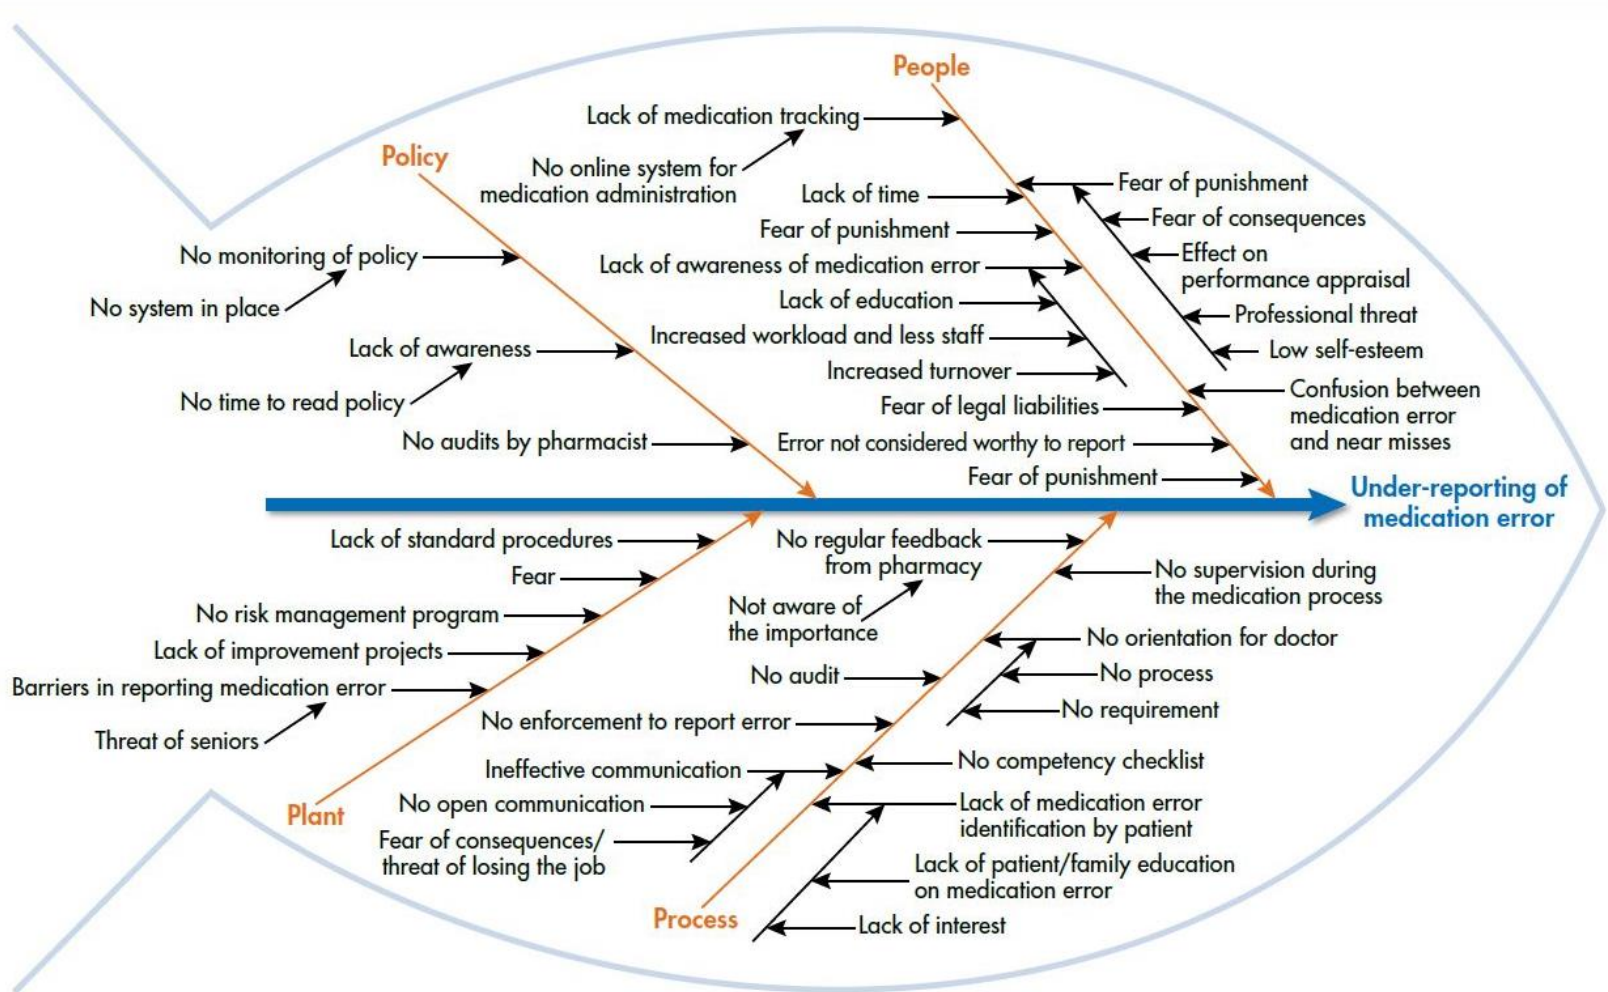 People
Lack of medication tracking
No online system for
medication administration
Lack of time
Fear of punishment
Lack of awareness of medication error
Lack of education
Increased workload and less staff
Increased turnover
Fear of legal liabilities
Error not considered worthy to report
Fear of punishment
Fear of punishment
Fear of consequences
Effect on
performance appraisal
Professional threat
Low self-esteem
Confusion between
medication error
and near misses
Policy
No monitoring of policy
No system in place
Lack of awareness
No time to read policy
No audits by pharmacist
Under-reporting of
medication error
Lack of standard procedures
Fear
No risk management program
Lack of improvement projects
Barriers in reporting medication error
Threat of seniors
Plant
No regular feedback
from pharmacy
Not aware of
the importance
No audit
No enforcement to report error
Ineffective communication
No open communication
Fear of consequences/
threat of losing the job
No supervision during
the medication process
No orientation for doctor
No process
No requirement
No competency checklist
Lack of medication error
identification by patient
Lack of patient/family education
on medication error
Lack of interest
Process